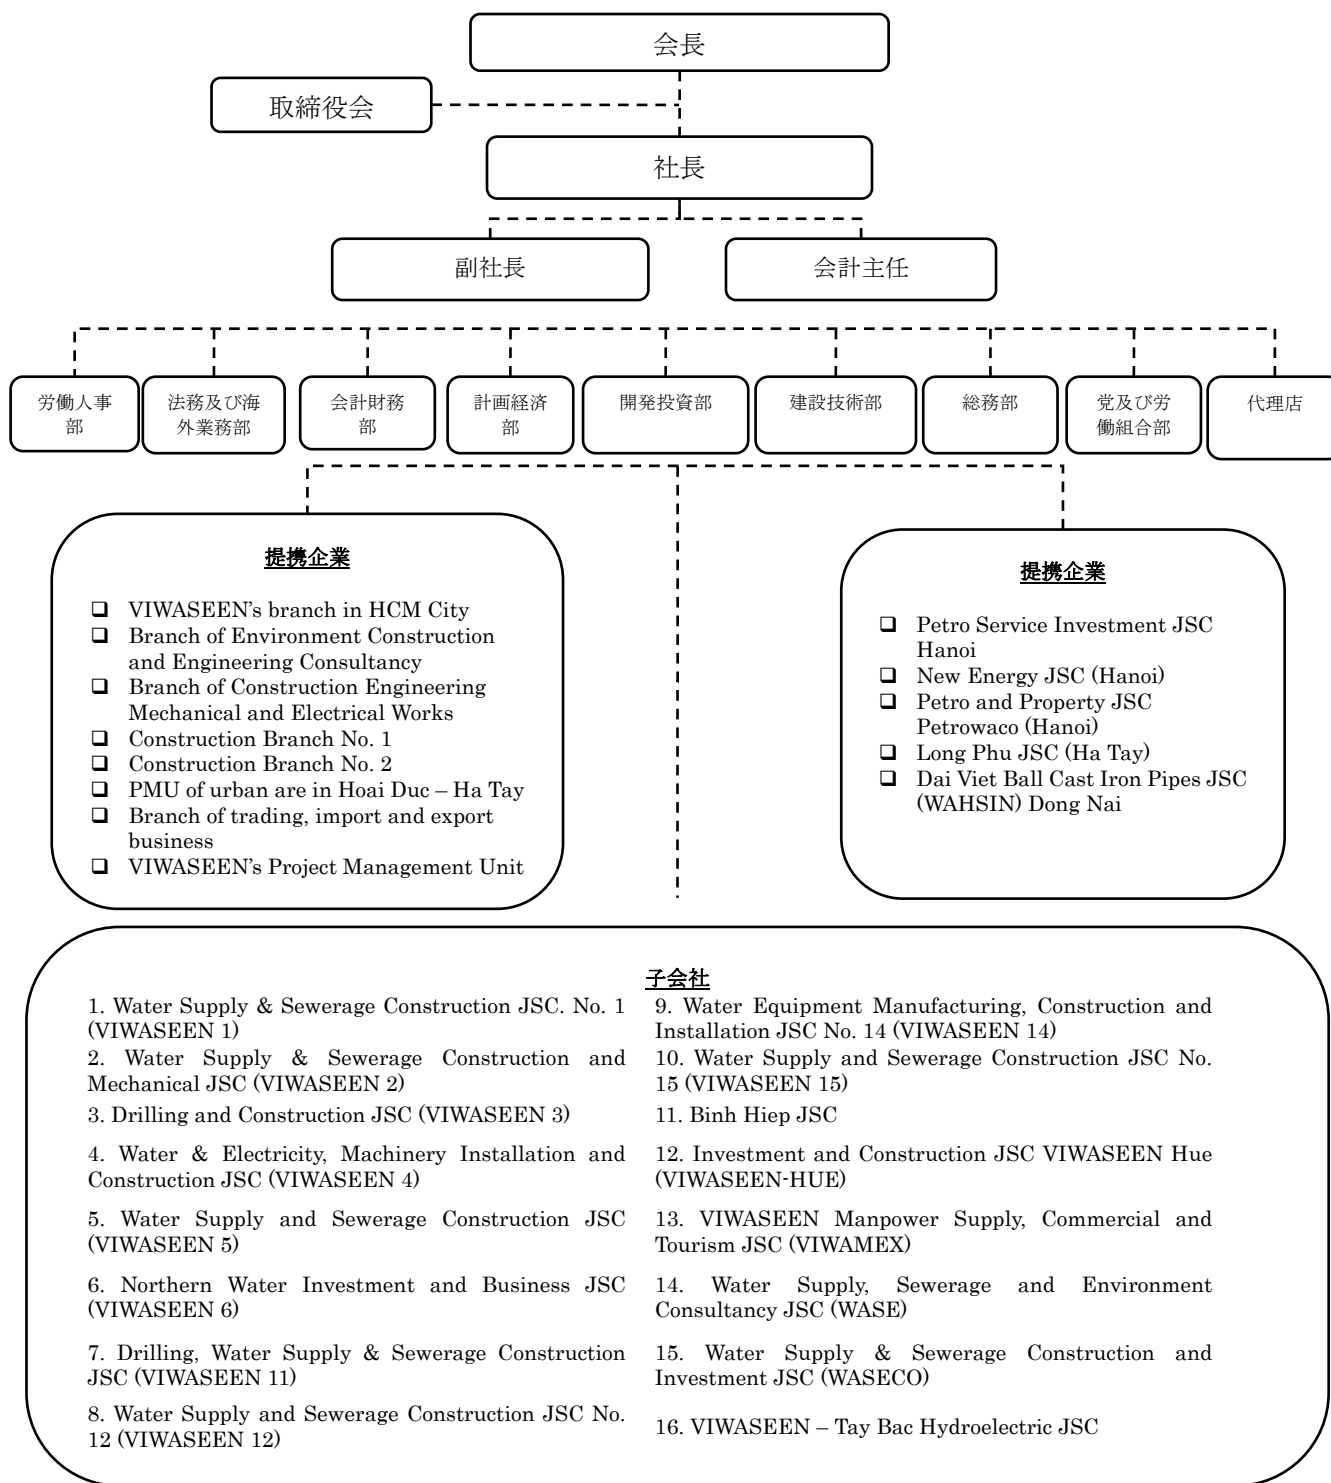 会長
取締役会
社長
副社長
会計主任
労働人事
部
法務及び海
外業務部
会計財務
部
計画経済
部
開発投資部
建設技術部
総務部
党及び労
働組合部
代理店
提携企業
❑ VIWASEEN's branch in HCM City
❑ Branch of Environment Construction
and Engineering Consultancy
❑ Branch of Construction Engineering
Mechanical and Electrical Works
❑ Construction Branch No. 1
❑ Construction Branch No. 2
❑ PMU of urban are in Hoai Duc – Ha Tay
❑ Branch of trading, import and export
business
❑ VIWASEEN's Project Management Unit
提携企業
❑ Petro Service Investment JSC
Hanoi
❑ New Energy JSC (Hanoi)
❑ Petro and Property JSC
Petrowaco (Hanoi)
❑ Long Phu JSC (Ha Tay)
❑ Dai Viet Ball Cast Iron Pipes JSC
(WAHSIN) Dong Nai
子会社
1. Water Supply & Sewerage Construction JSC. No. 1
(VIWASEEN 1)
2. Water Supply & Sewerage Construction and
Mechanical JSC (VIWASEEN 2)
3. Drilling and Construction JSC (VIWASEEN 3)
4. Water & Electricity, Machinery Installation and
Construction JSC (VIWASEEN 4)
5. Water Supply and Sewerage Construction JSC
(VIWASEEN 5)
6. Northern Water Investment and Business JSC
(VIWASEEN 6)
7. Drilling, Water Supply & Sewerage Construction
JSC (VIWASEEN 11)
8. Water Supply and Sewerage Construction JSC No.
12 (VIWASEEN 12)
9. Water Equipment Manufacturing, Construction and
Installation JSC No. 14 (VIWASEEN 14)
10. Water Supply and Sewerage Construction JSC No.
15 (VIWASEEN 15)
11. Binh Hiep JSC
12. Investment and Construction JSC VIWASEEN Hue
(VIWASEEN-HUE)
13. VIWASEEN Manpower Supply, Commercial and
Tourism JSC (VIWAMEX)
14. Water Supply, Sewerage and Environment
Consultancy JSC (WASE)
15. Water Supply & Sewerage Construction and
Investment JSC (WASECO)
16. VIWASEEN – Tay Bac Hydroelectric JSC